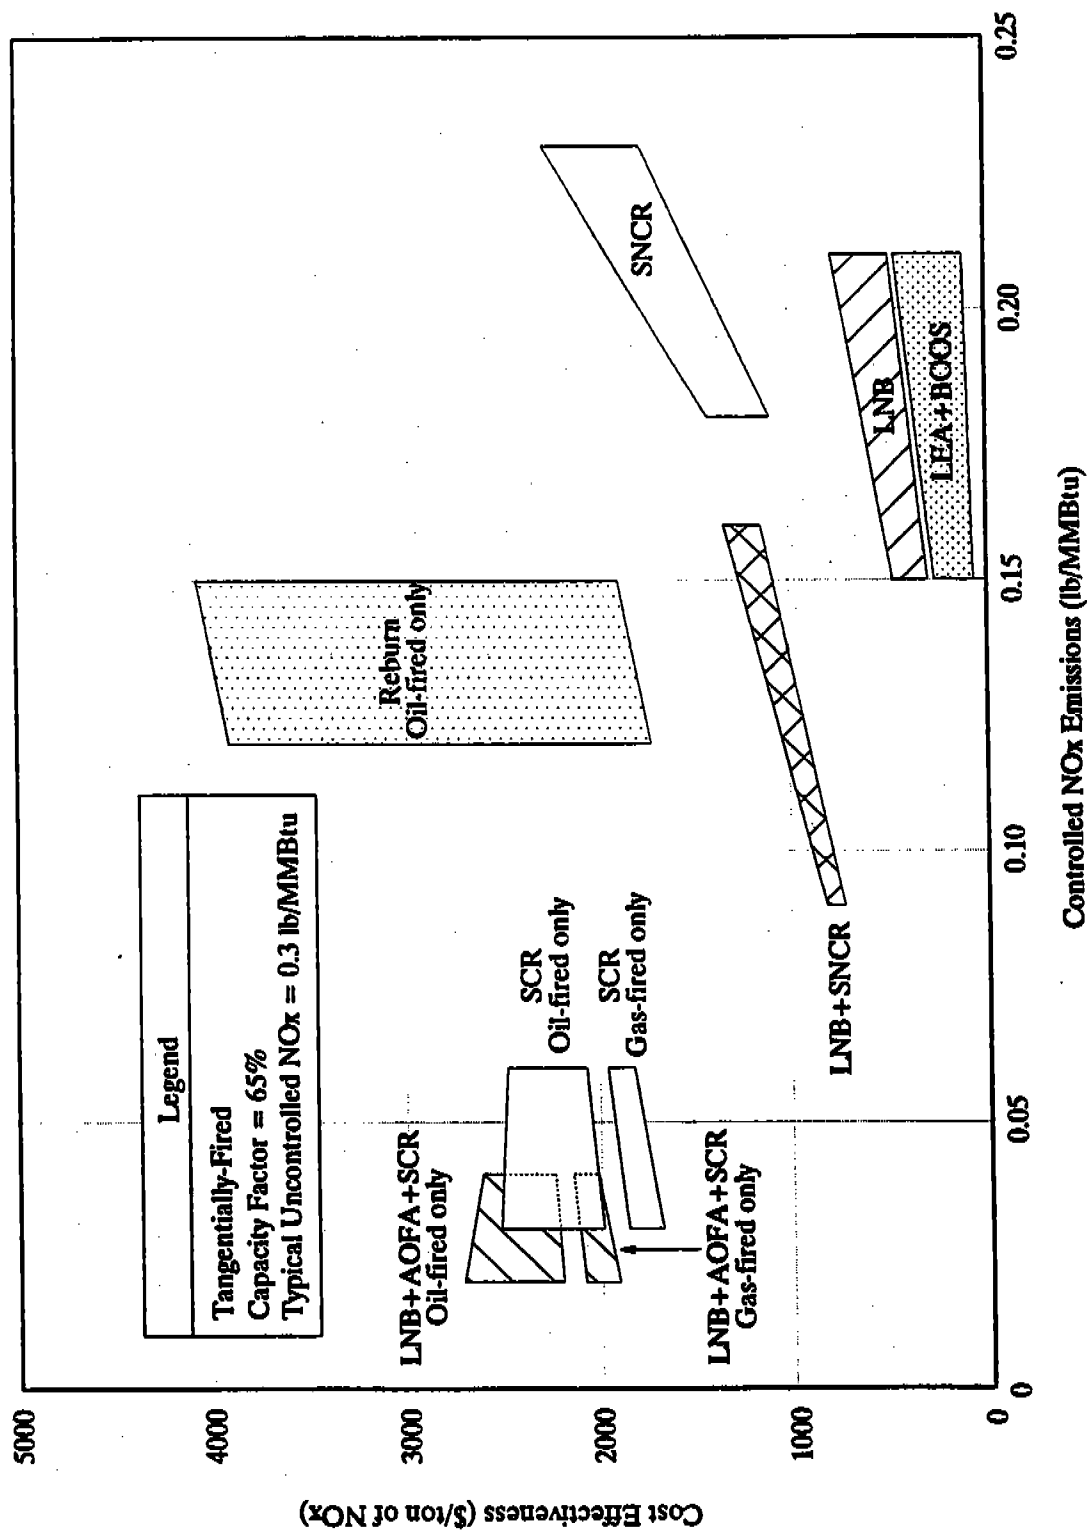 Cost Effectiveness ($/ton of NOx)
5000
4000
3000
2000
1000
0
Legend
Tangentially-Fired
Capacity Factor = 65%
Typical Uncontrolled NOx = 0.3 lb/MMBtu
LNB+AOFA+SCR
Oil-fired only
SCR
Oil-fired only
SCR
Gas-fired only
LNB+AOFA+SCR
Gas-fired only
Reburn
Oil-fired only
LNB+SNCR
SNCR
LNB
LEA+BOOS
0
0.05
0.10
0.15
0.20
0.25
Controlled NOx Emissions (lb/MMBtu)